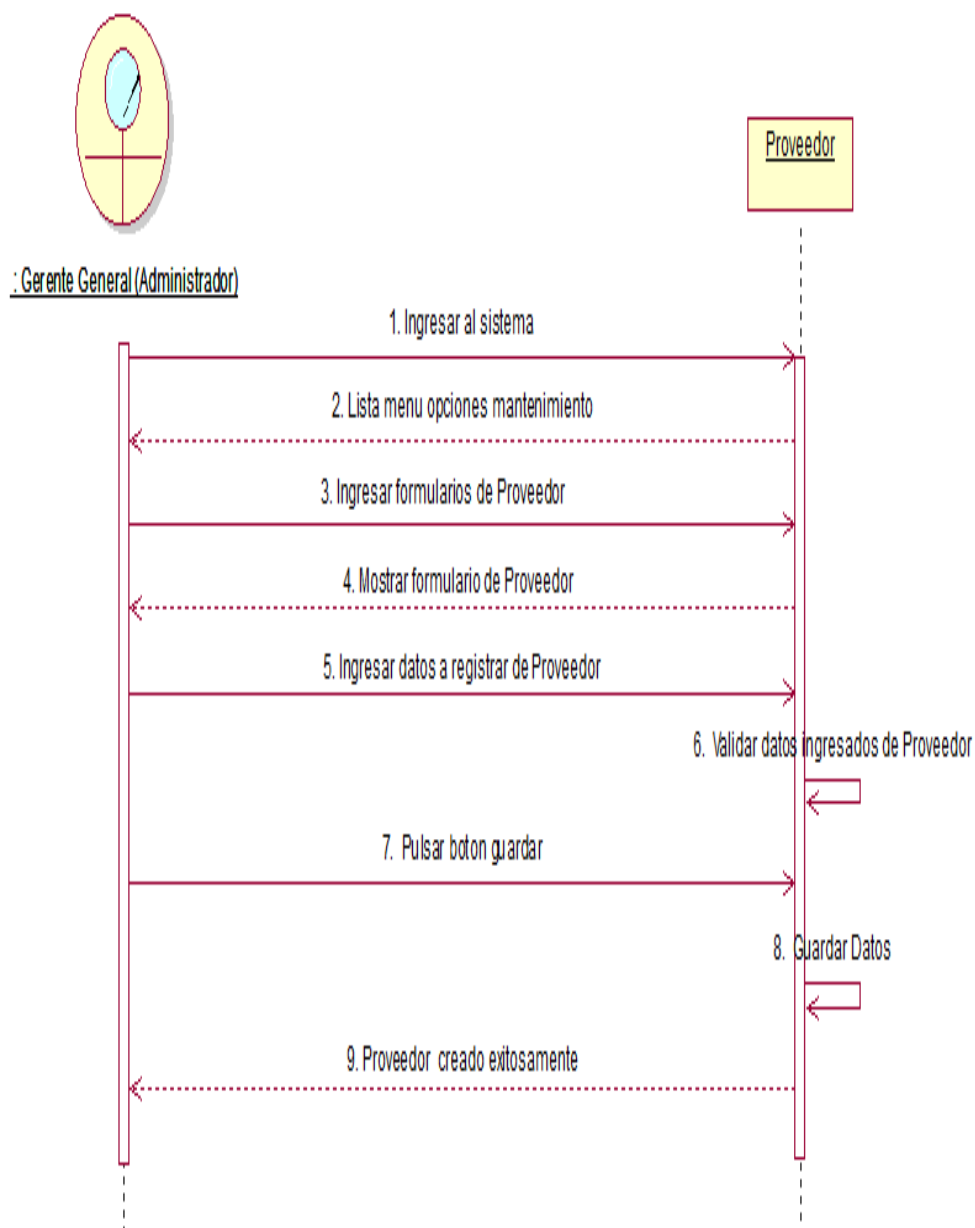 Proveedor
: Gerente General (Administrador)
1. Ingresar al sistema
2. Lista menu opciones mantenimiento
3. Ingresar formularios de Proveedor
4. Mostrar formulario de Proveedor
5. Ingresar datos a registrar de Proveedor
6. Validar datos ingresados de Proveedor
7. Pulsar boton guardar
8. Guardar Datos
9. Proveedor creado exitosamente